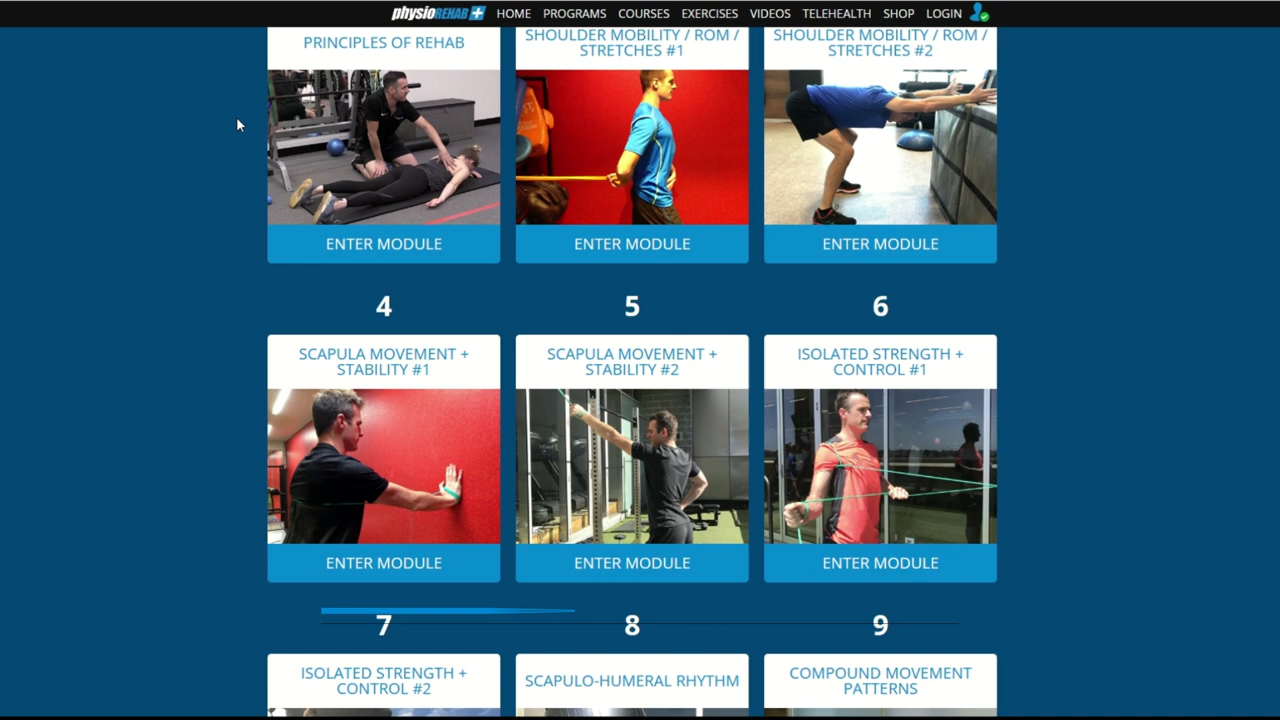 physioREHAB+ HOME PROGRAMS COURSES EXERCISES VIDEOS TELEHEALTH SHOP LOGIN
PRINCIPLES OF REHAB
SHOULDER MOBILITY / ROM /
STRETCHES #1
SHOULDER MOBILITY / ROM /
STRETCHES #2
ENTER MODULE
ENTER MODULE
ENTER MODULE
4
5
6
SCAPULA MOVEMENT +
STABILITY #1
SCAPULA MOVEMENT +
STABILITY #2
ISOLATED STRENGTH +
CONTROL #1
ENTER MODULE
ENTER MODULE
ENTER MODULE
7
8
9
ISOLATED STRENGTH +
CONTROL #2
SCAPULO-HUMERAL RHYTHM
COMPOUND MOVEMENT
PATTERNS